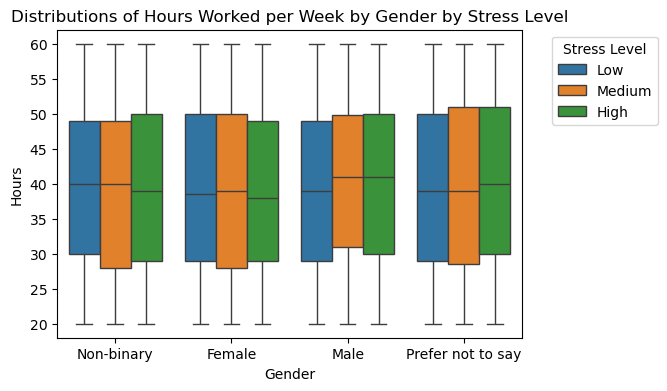 Distributions of Hours Worked per Week by Gender by Stress Level
60
55
50
45
40
35
30
25
20
Hours
Non-binary Female Male Prefer not to say
Gender
Stress Level
Low
Medium
High